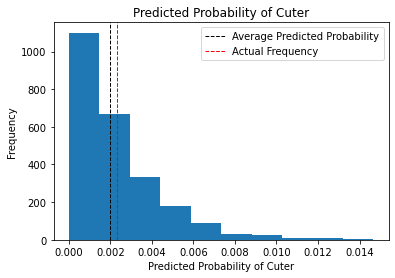 Predicted Probability of Cuter
Average Predicted Probability
Actual Frequency
1000
800
600
400
200
0
Frequency
0.000 0.002 0.004 0.006 0.008 0.010 0.012 0.014
Predicted Probability of Cuter